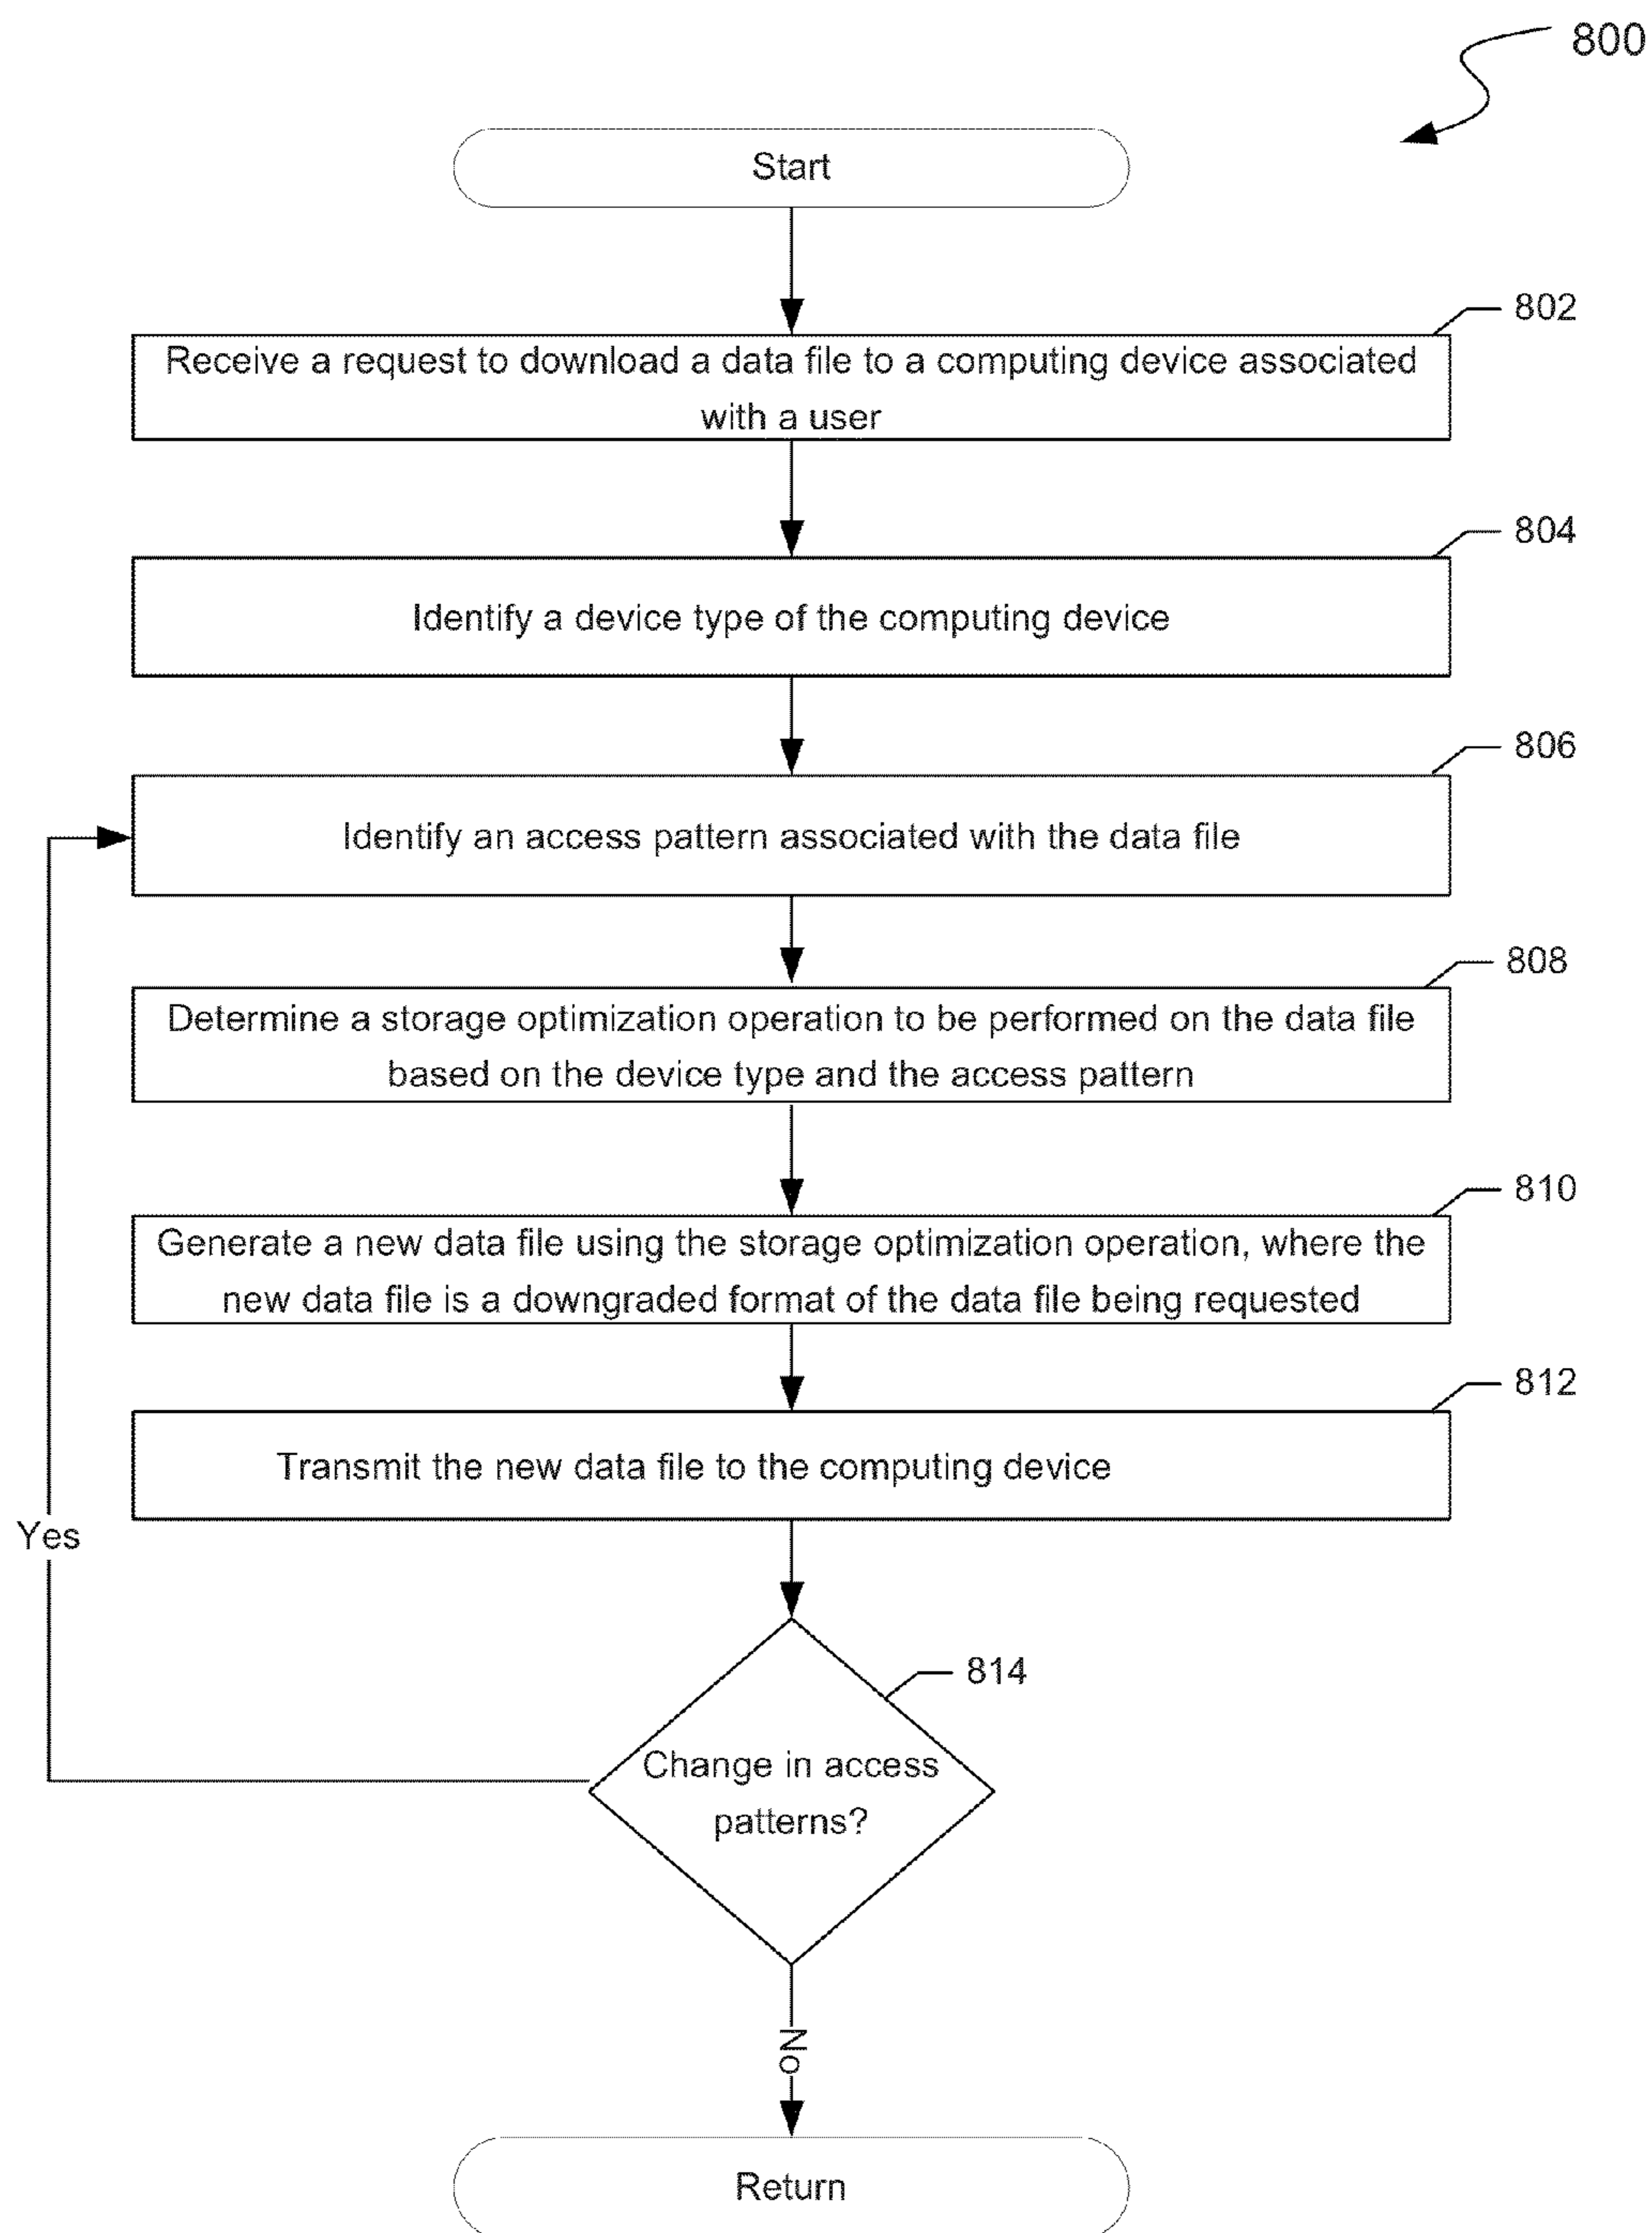 800
Start
802
Receive a request to download a data file to a computing device associated
with a user
804
Identify a device type of the computing device
806
Identify an access pattern associated with the data file
808
Determine a storage optimization operation to be performed on the data file
based on the device type and the access pattern
810
Generate a new data file using the storage optimization operation, where the
new data file is a downgraded format of the data file being requested
812
Transmit the new data file to the computing device
Yes
814
Change in access
patterns?
No
Return